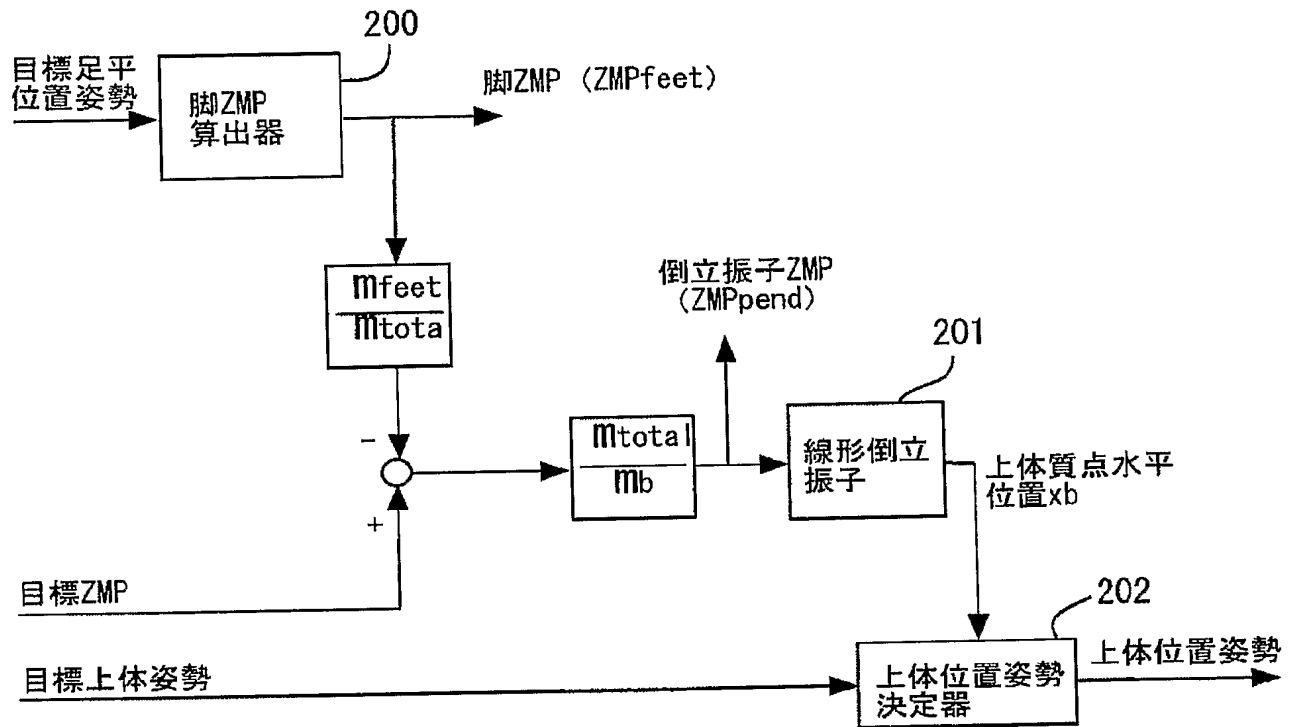 200
目標足平
位置姿勢
脚ZMP
算出器
脚ZMP (ZMPfeet)
mfeet
mtota
倒立振子ZMP
(ZMPpend)
201
-
+
mtotal
mb
線形倒立
振子
上体質点水平
位置xb
目標ZMP
202
目標上体姿勢
上体位置姿勢
決定器
上体位置姿勢